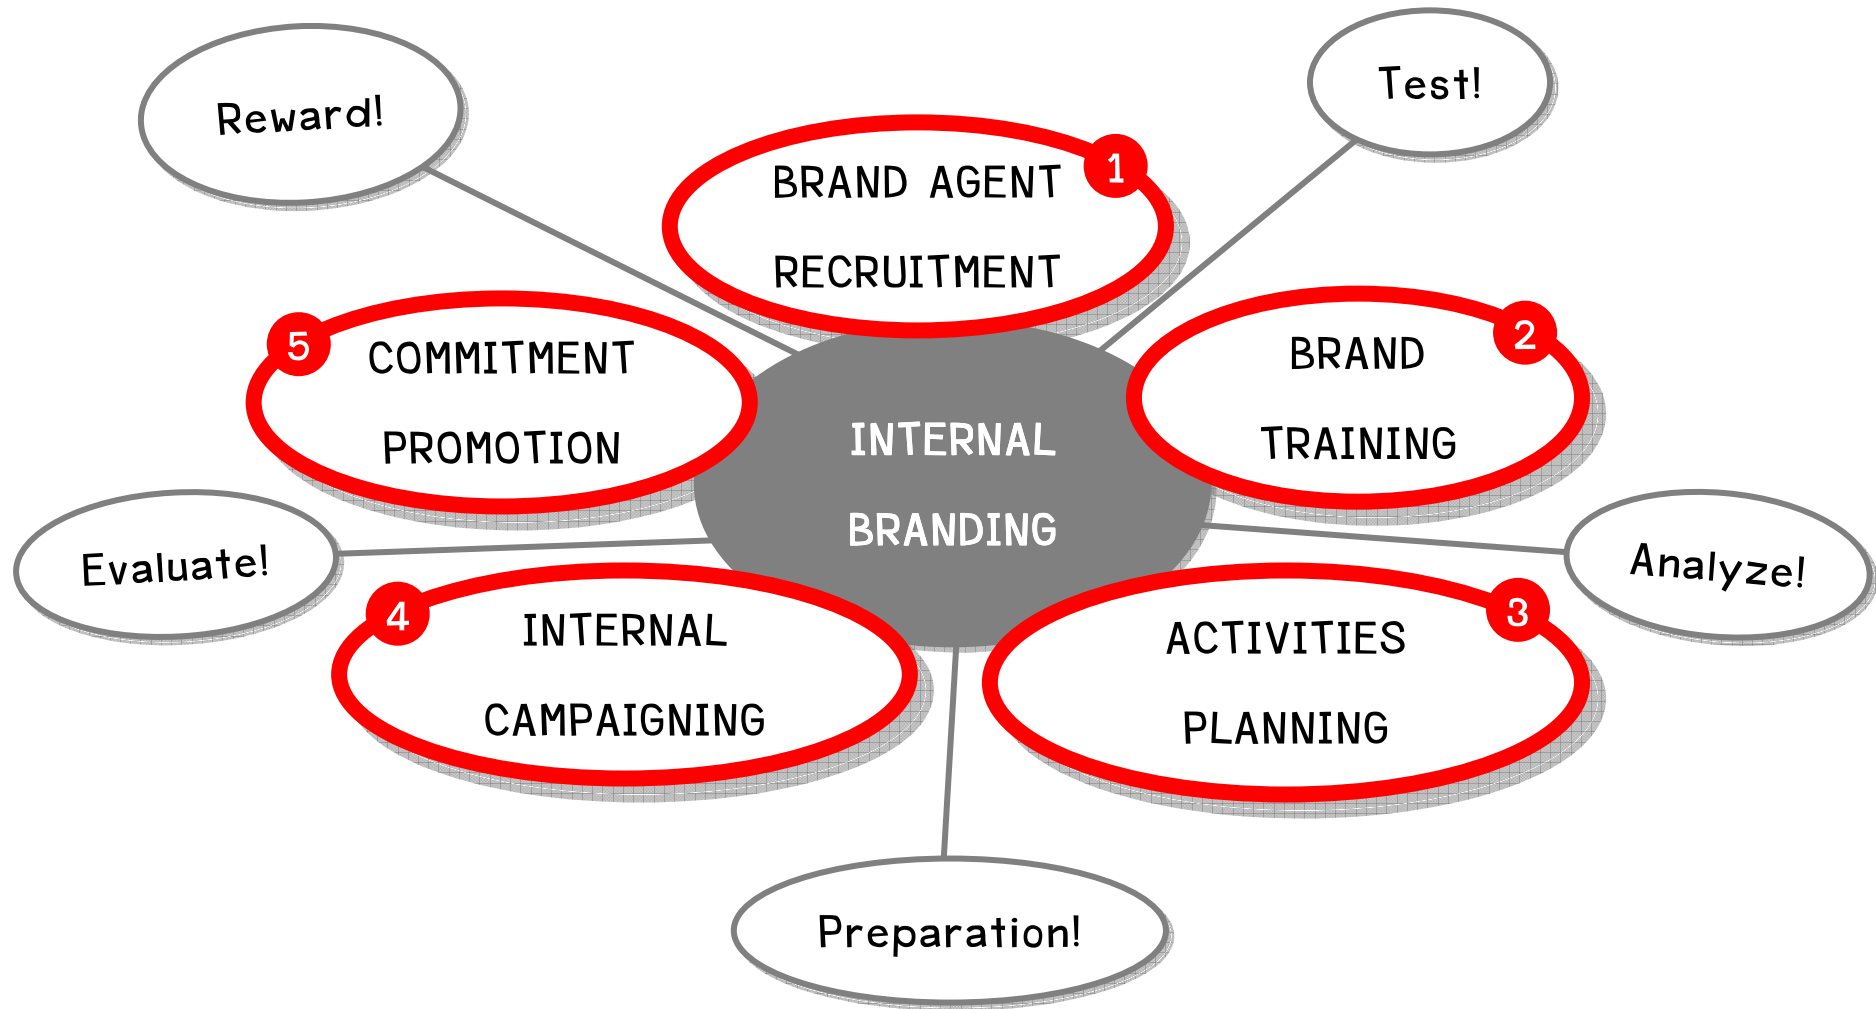 Reward!
Test!
1
BRAND AGENT
RECRUITMENT
5
COMMITMENT
PROMOTION
2
BRAND
TRAINING
INTERNAL
BRANDING
Evaluate!
Analyze!
4
INTERNAL
CAMPAIGNING
3
ACTIVITIES
PLANNING
Preparation!